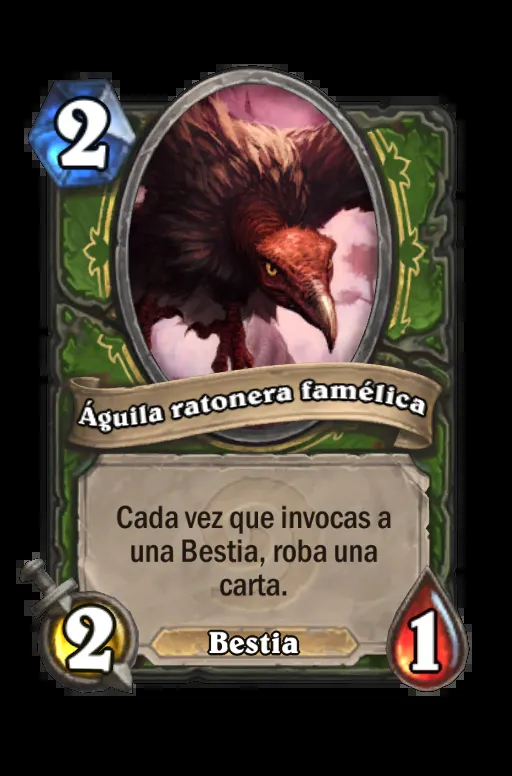 2
Águila ratonera famélica
Cada vez que invocas a
una Bestia, roba una
carta.
2
Bestia
1